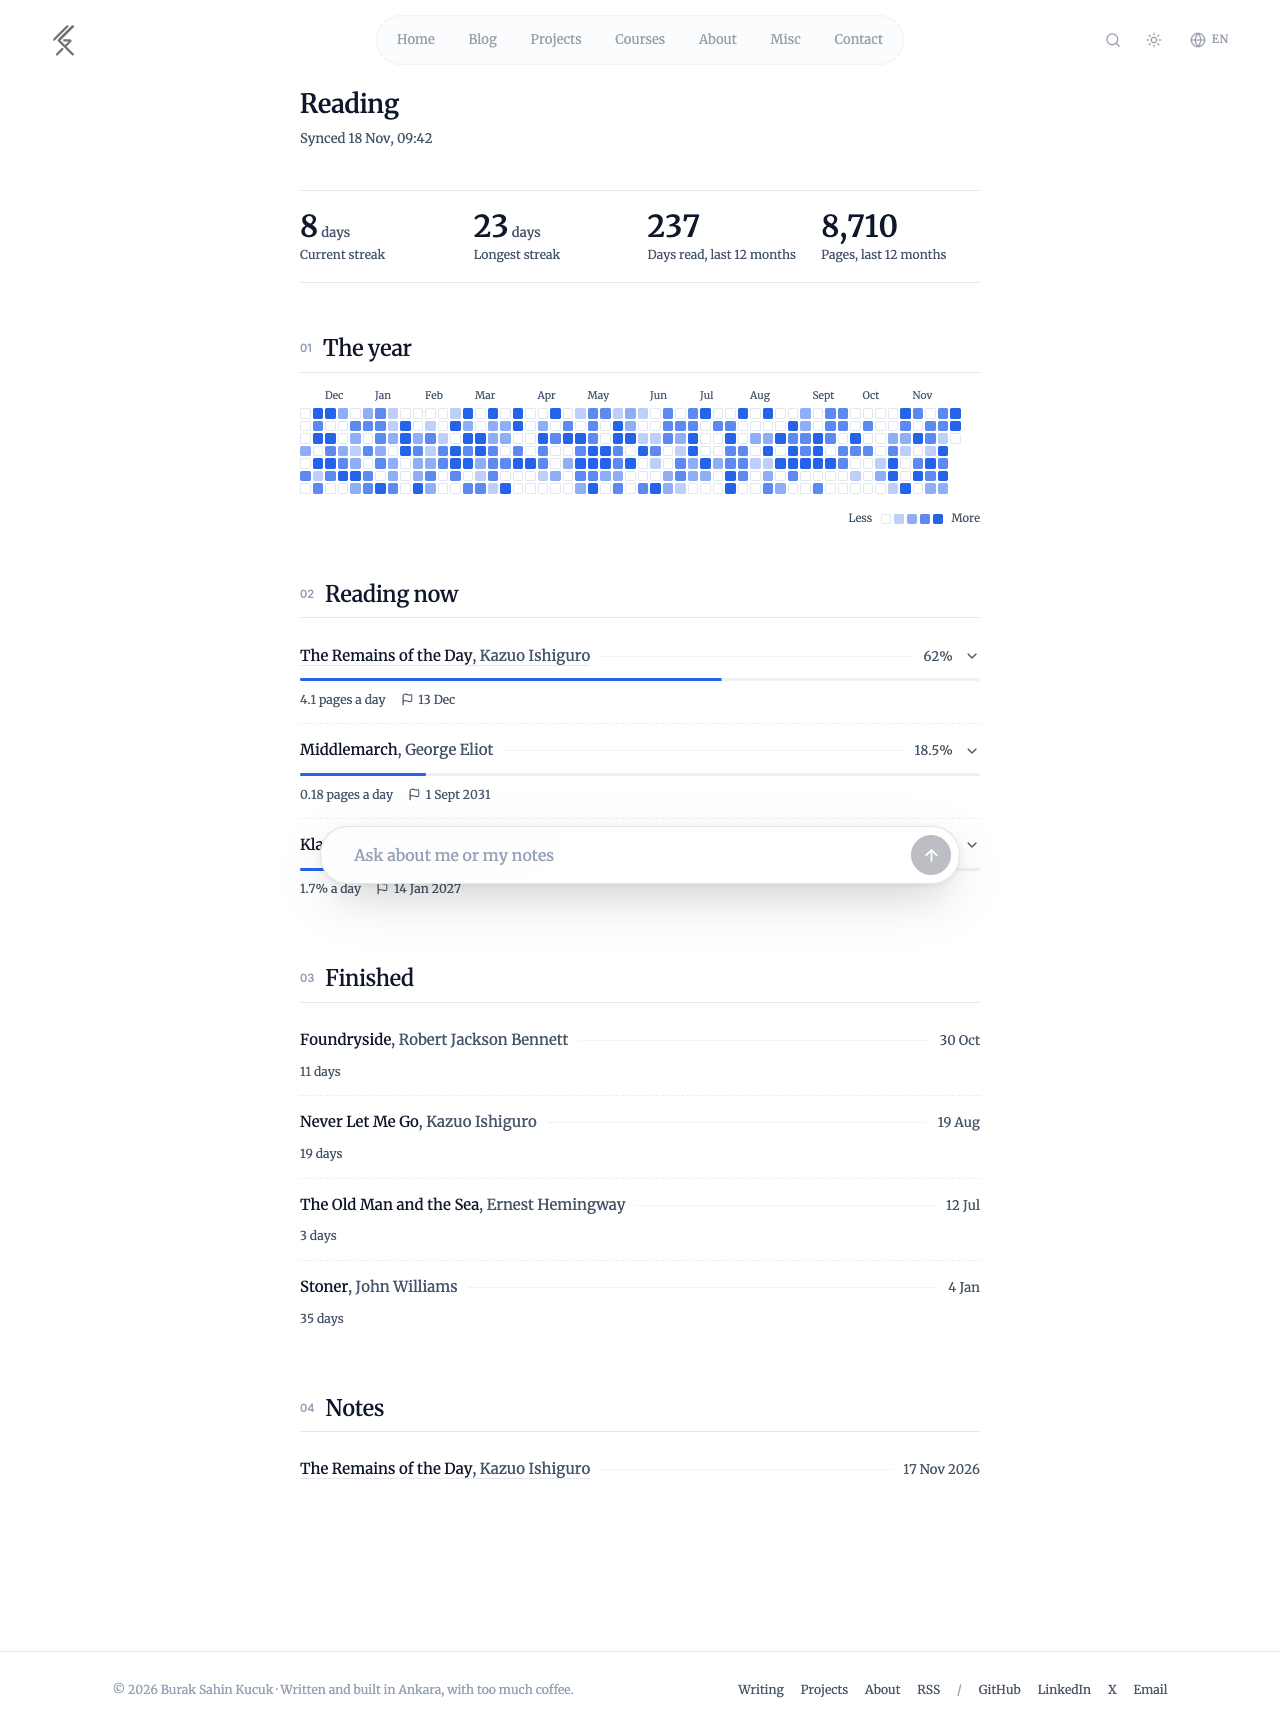 Home Blog Projects Courses About Misc Contact
EN
Reading
Synced 18 Nov, 09:42
8 days
Current streak
23 days
Longest streak
237
Days read, last 12 months
8,710
Pages, last 12 months
01 The year
Dec Jan Feb Mar Apr May Jun Jul Aug Sept Oct Nov
Less More
02 Reading now
The Remains of the Day, Kazuo Ishiguro 62%
4.1 pages a day 13 Dec
Middlemarch, George Eliot 18.5%
0.18 pages a day 1 Sept 2031
Kla
Ask about me or my notes
1.7% a day 14 Jan 2027
03 Finished
Foundryside, Robert Jackson Bennett 30 Oct
11 days
Never Let Me Go, Kazuo Ishiguro 19 Aug
19 days
The Old Man and the Sea, Ernest Hemingway 12 Jul
3 days
Stoner, John Williams 4 Jan
35 days
04 Notes
The Remains of the Day, Kazuo Ishiguro 17 Nov 2026
© 2026 Burak Sahin Kucuk · Written and built in Ankara, with too much coffee.
Writing Projects About RSS / GitHub LinkedIn X Email